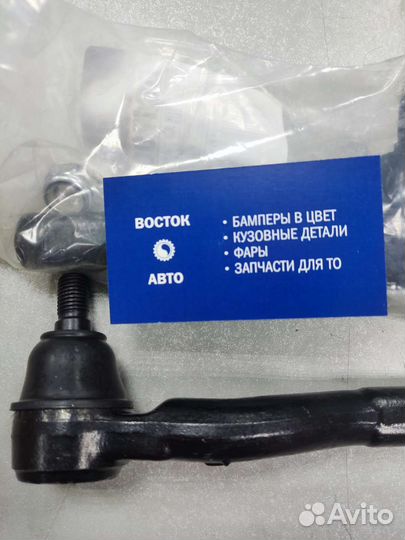 ВОСТОК
АВТО
• БАМПЕРЫ В ЦВЕТ
• КУЗОВНЫЕ ДЕТАЛИ
• ФАРЫ
• ЗАПЧАСТИ ДЛЯ ТО
Avito